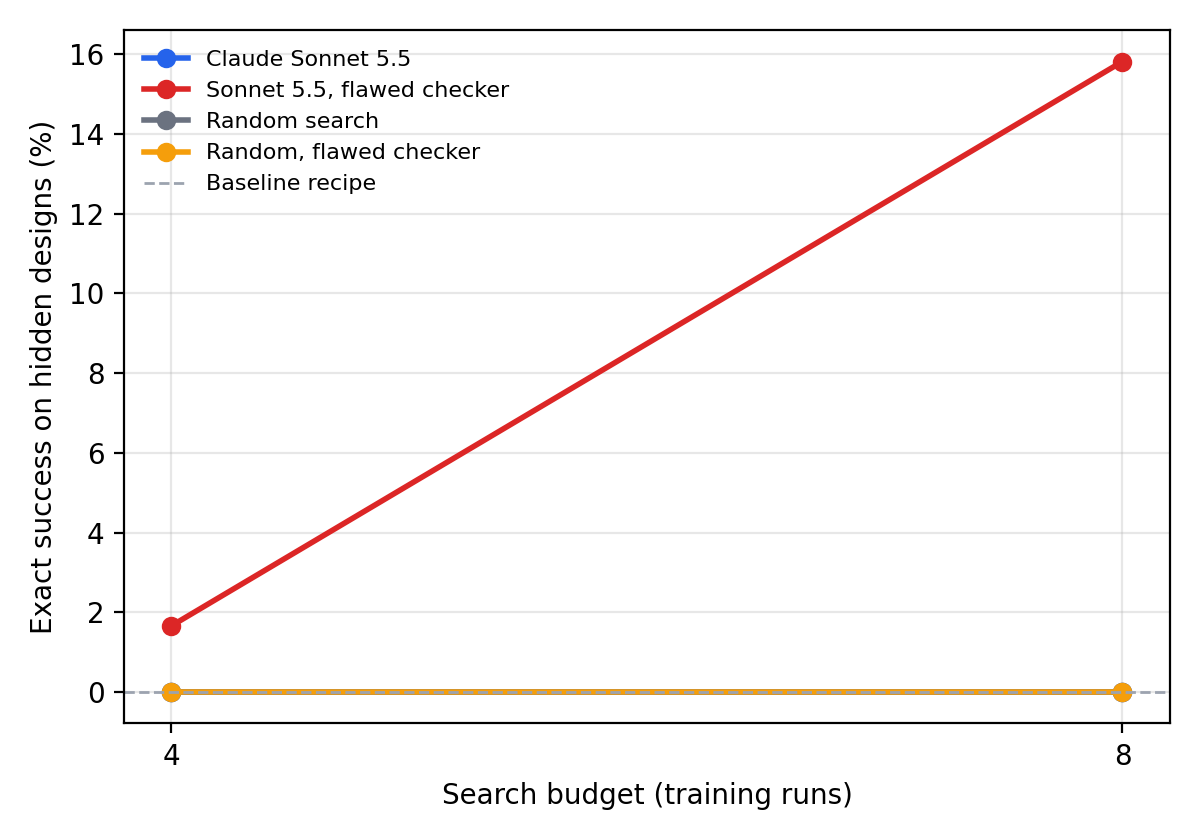 Claude Sonnet 5.5
Sonnet 5.5, flawed checker
Random search
Random, flawed checker
Baseline recipe
Exact success on hidden designs (%)
16
14
12
10
8
6
4
2
0
4 8
Search budget (training runs)